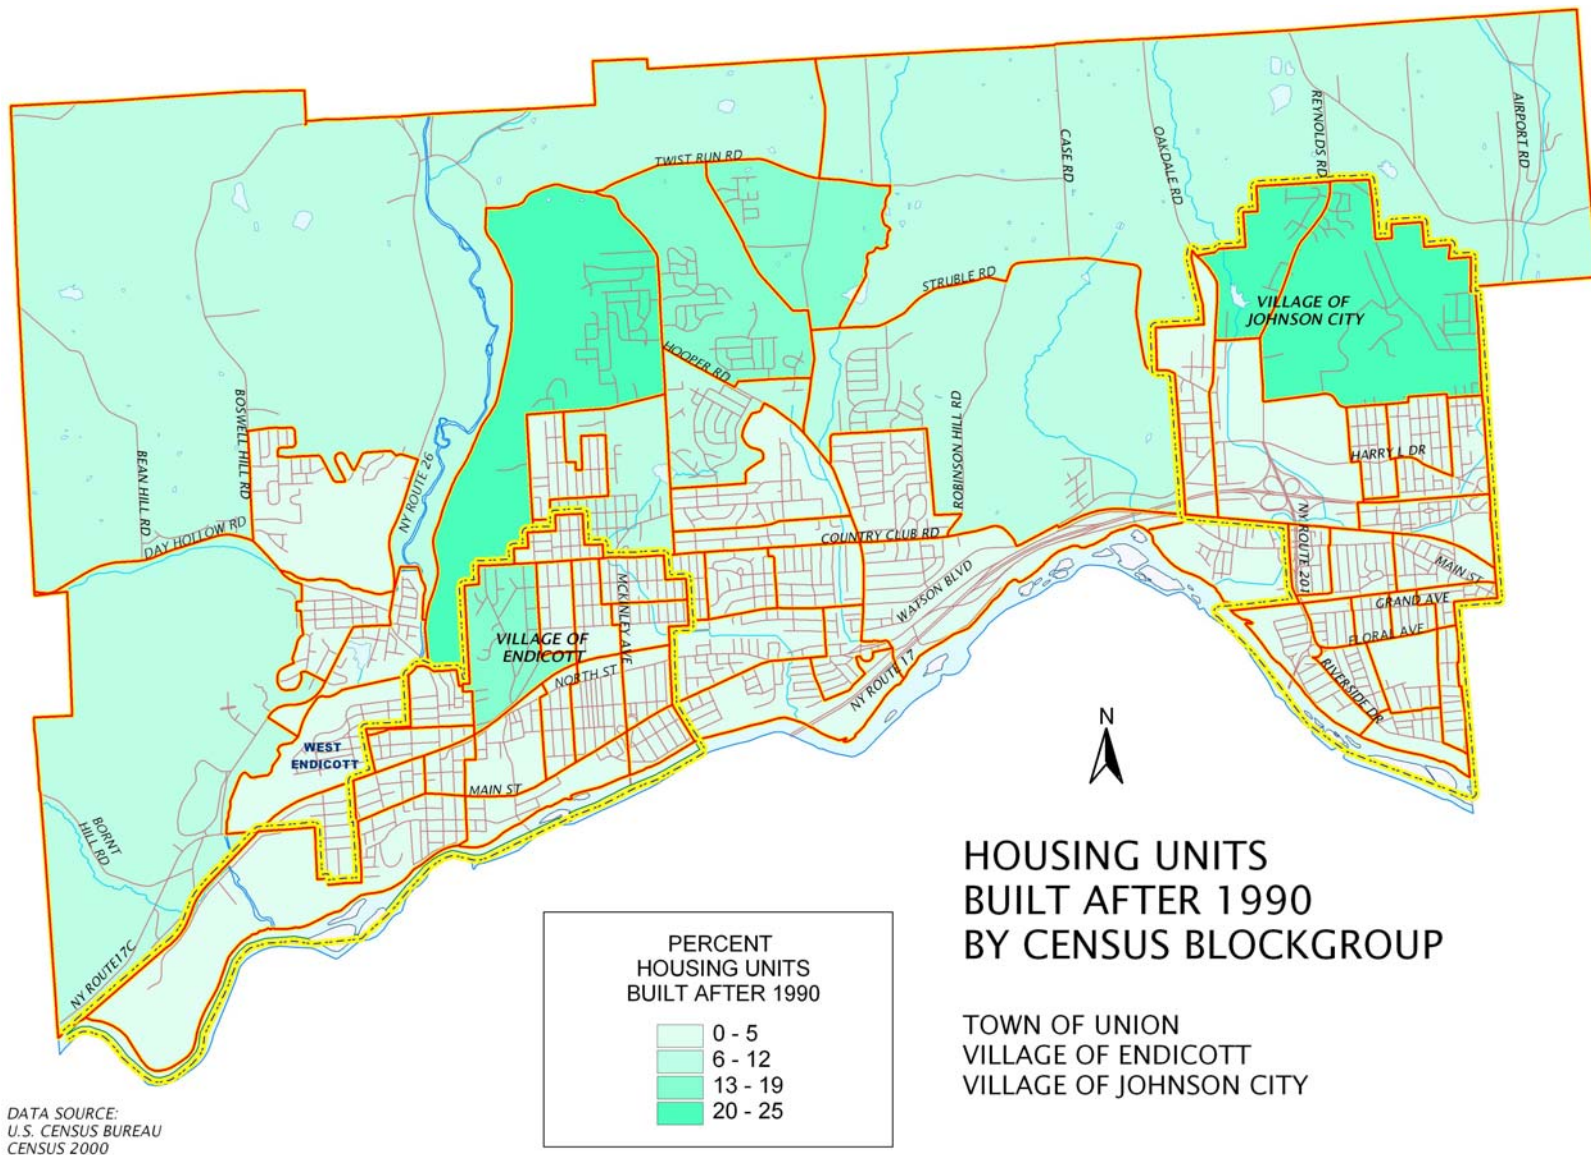 TWIST RUN RD
CASE RD
OAKDALE RD
REYNOLDS RD
AIRPORT RD
STRUBLE RD
VILLAGE OF
JOHNSON CITY
HOOPER RD
BOSWELL HILL RD
BEAN HILL RD
NY ROUTE 26
ROBINSON HILL RD
HARRY L DR
DAY HOLLOW RD
COUNTRY CLUB RD
NY ROUTE 201
MAIN ST
WATSON BLVD
MCKINLEY AVE
GRAND AVE
FLORAL AVE
VILLAGE OF
ENDICOTT
NORTH ST
NY ROUTE 17
RIVERSIDE DR
WEST
ENDICOTT
MAIN ST
BORNT
HILL RD
NY ROUTE17C
N
HOUSING UNITS
BUILT AFTER 1990
BY CENSUS BLOCKGROUP
TOWN OF UNION
VILLAGE OF ENDICOTT
VILLAGE OF JOHNSON CITY
PERCENT
HOUSING UNITS
BUILT AFTER 1990
0 - 5
6 - 12
13 - 19
20 - 25
DATA SOURCE:
U.S. CENSUS BUREAU
CENSUS 2000